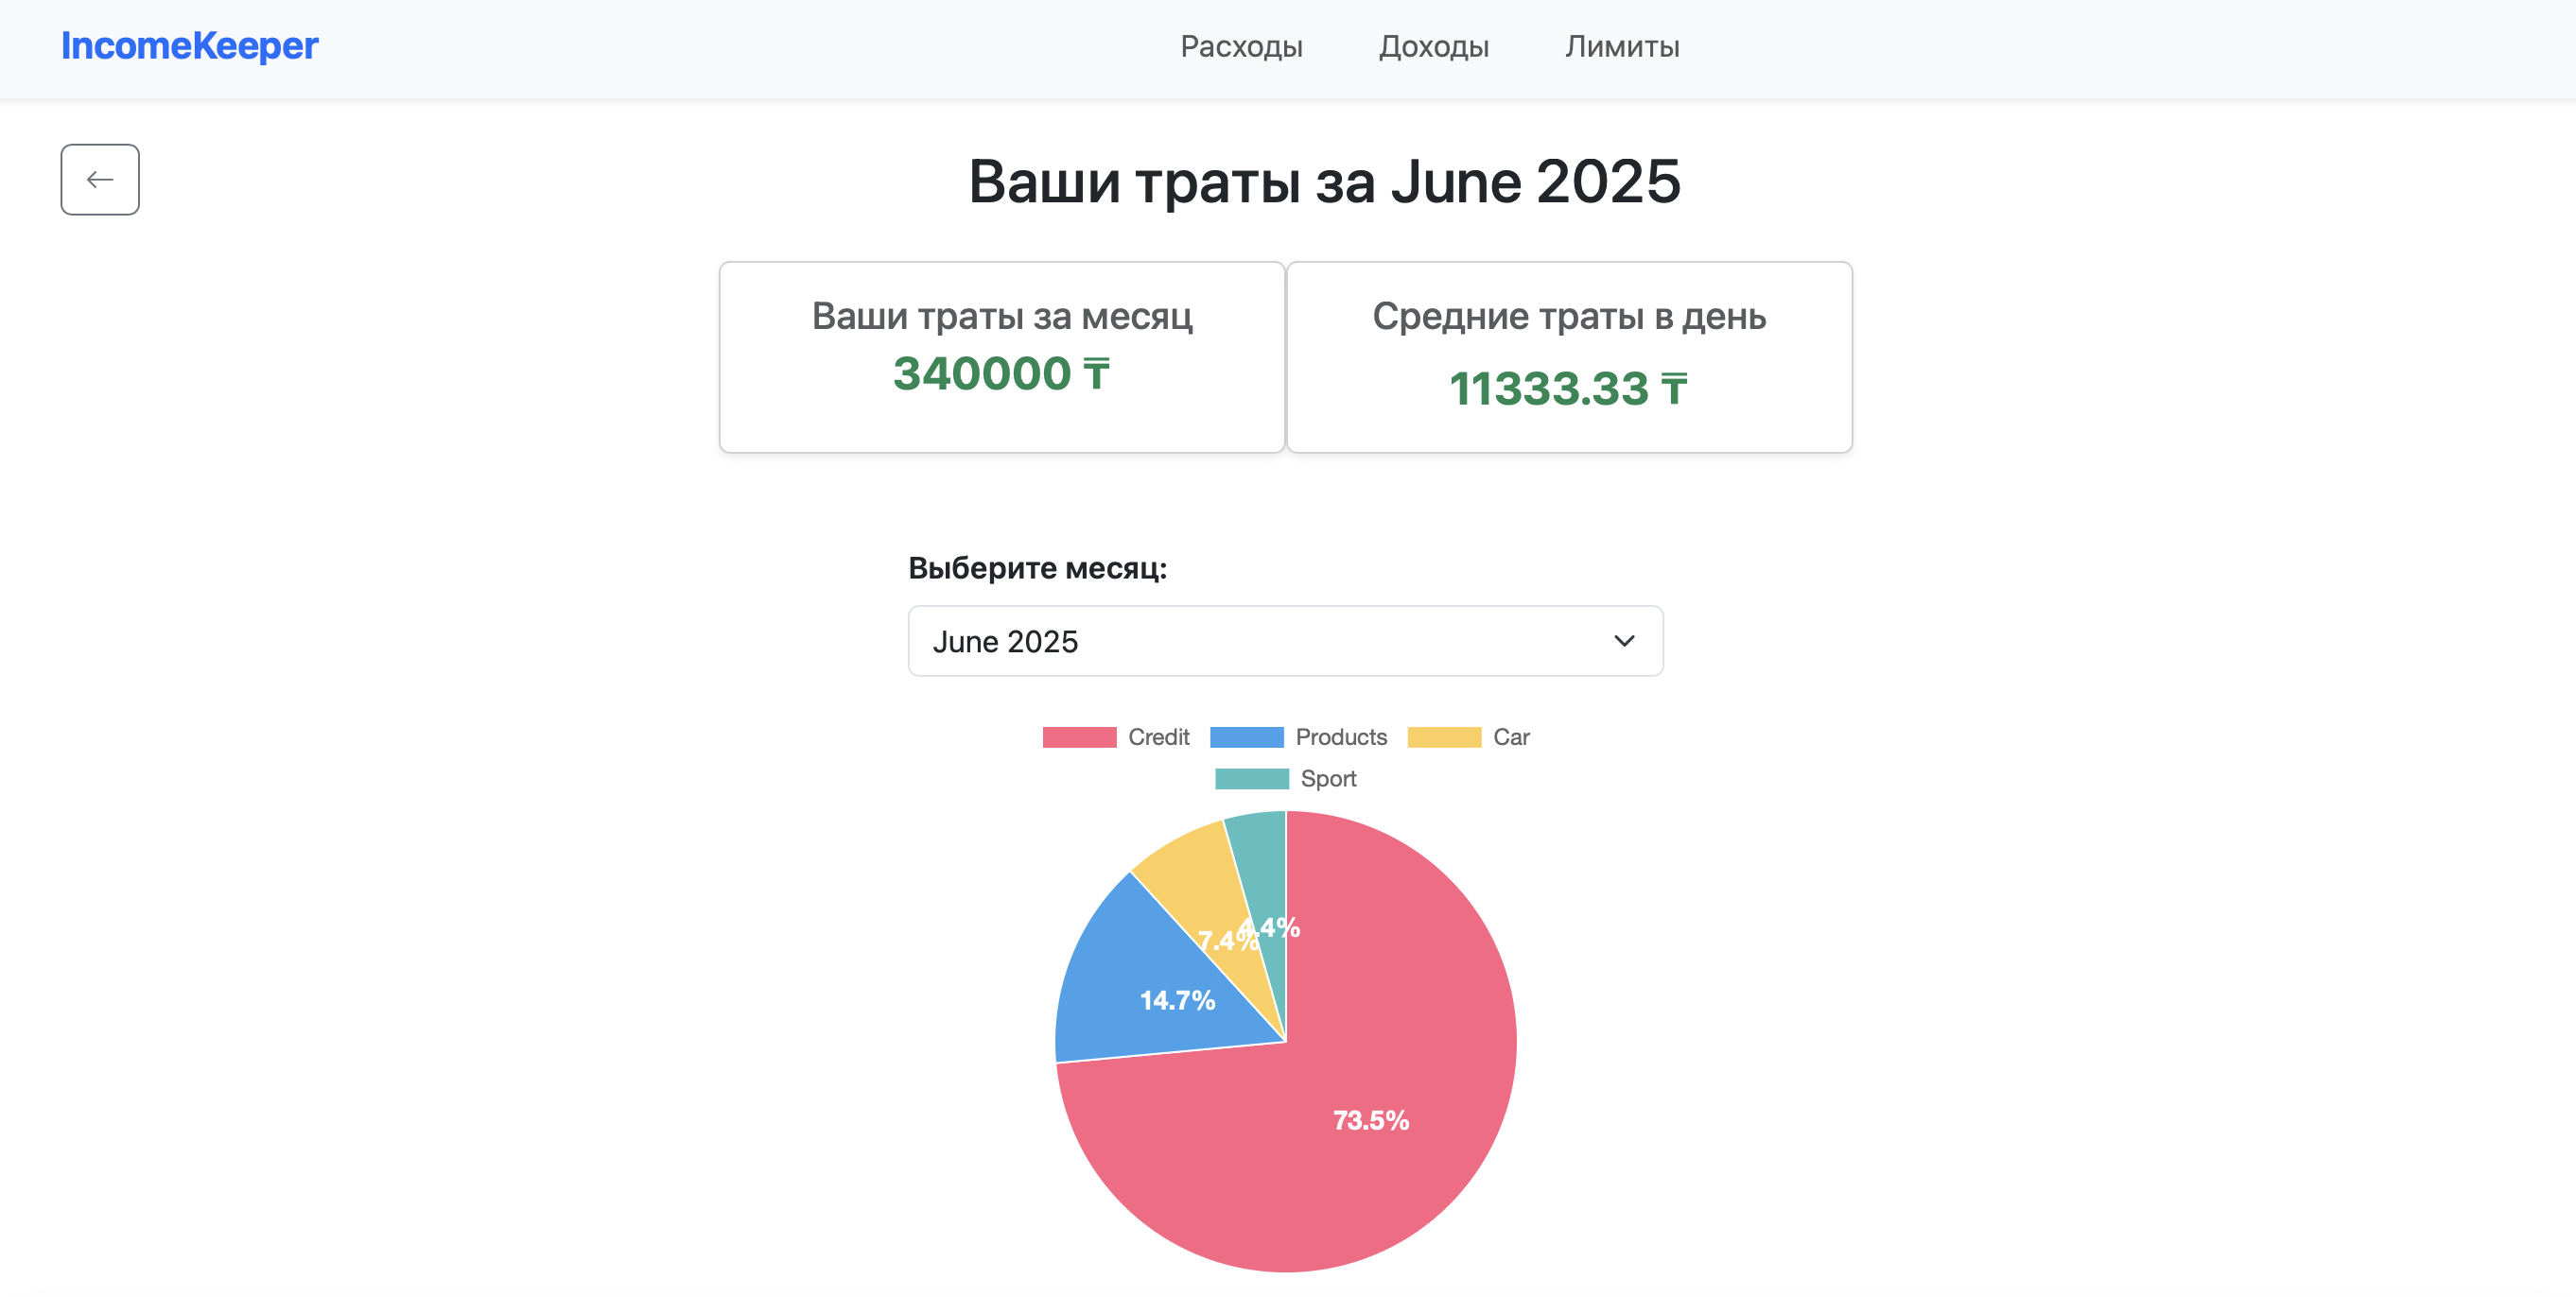 IncomeKeeper Расходы Доходы Лимиты
Ваши траты за June 2025
Ваши траты за месяц
340000 ₸
Средние траты в день
11333.33 ₸
Выберите месяц:
June 2025
Credit Products Car
Sport
4.4%
7.4%
14.7%
73.5%